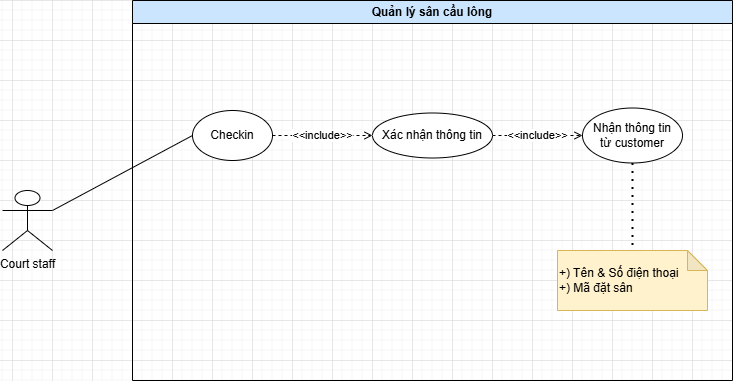 Quản lý sân cầu lông
Checkin
<<include>>
Xác nhận thông tin
<<include>>
Nhận thông tin
từ customer
Court staff
+) Tên & Số điện thoại
+) Mã đặt sân